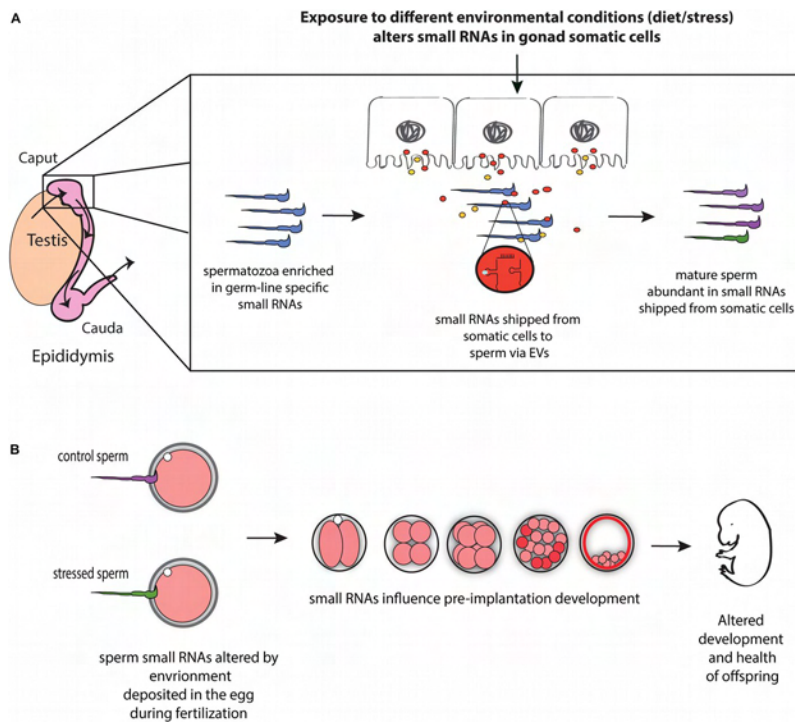 A
Exposure to different environmental conditions (diet/stress)
alters small RNAs in gonad somatic cells
Caput
Testis
Cauda
Epididymis
spermatozoa enriched
in germ-line specific
small RNAs
small RNAs shipped from
somatic cells to
sperm via EVs
mature sperm
abundant in small RNAs
shipped from somatic cells
B
control sperm
stressed sperm
sperm small RNAs altered by
envrionment
deposited in the egg
during fertilization
small RNAs influence pre-implantation development
Altered
development
and health
of offspring